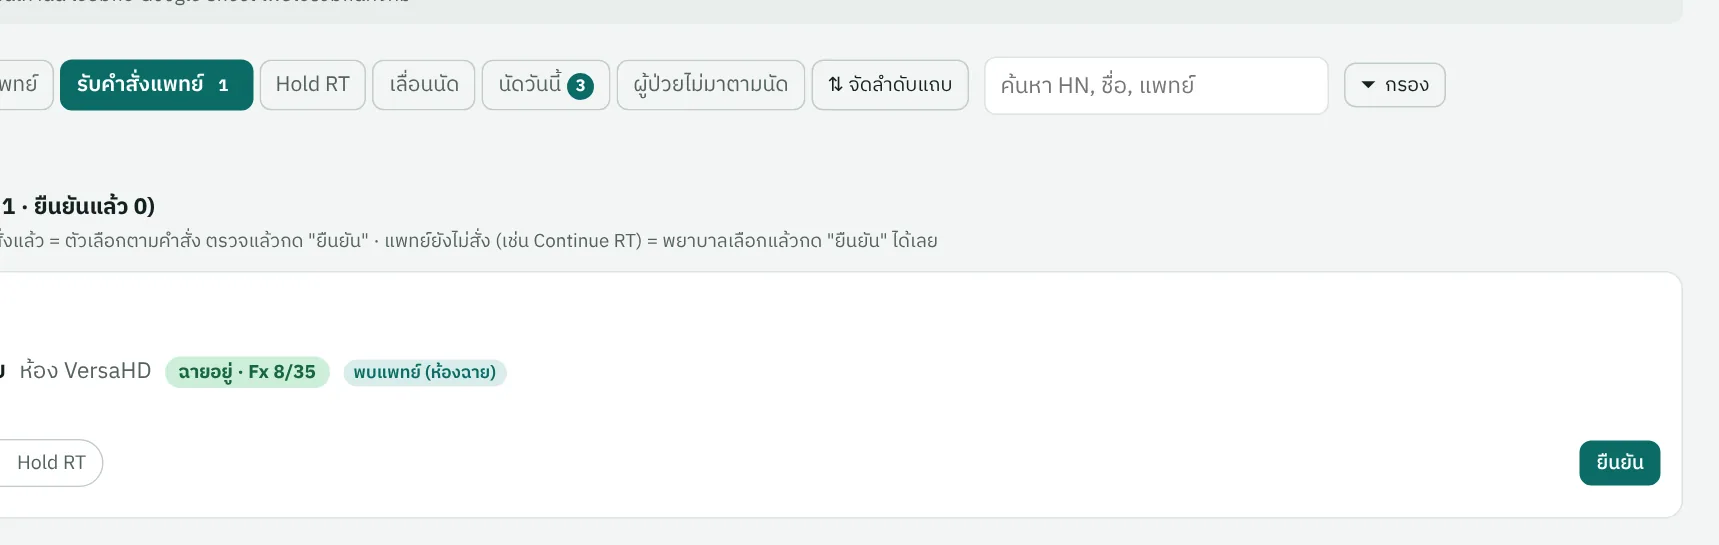 พทย์ รับคำสั่งแพทย์ 1 Hold RT เลื่อนนัด นัดวันนี้ 3 ผู้ป่วยไม่มาตามนัด ⇅ จัดลำดับแถบ ค้นหา HN, ชื่อ, แพทย์ ▼ กรอง
1 · ยืนยันแล้ว 0)
สั่งแล้ว = ตัวเลือกตามคำสั่ง ตรวจแล้วกด "ยืนยัน" · แพทย์ยังไม่สั่ง (เช่น Continue RT) = พยาบาลเลือกแล้วกด "ยืนยัน" ได้เลย
ห้อง VersaHD ฉายอยู่ · Fx 8/35 พบแพทย์ (ห้องฉาย)
Hold RT ยืนยัน